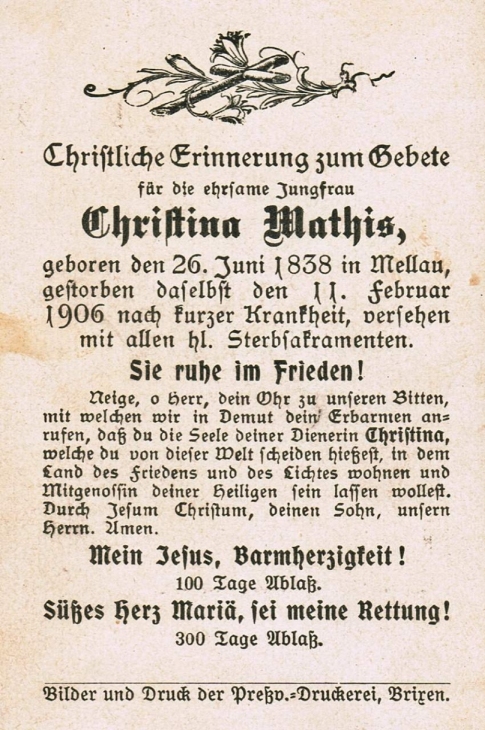 Christliche Erinnerung zum Gebete
für die ehrsame Jungfrau
Christina Mathis,
geboren den 26. Juni 1838 in Mellau,
gestorben daselbst den 11. Februar
1906 nach kurzer Krankheit, versehen
mit allen hl. Sterbsakramenten.
Sie ruhe im Frieden!
Neige, o Herr, dein Ohr zu unseren Bitten,
mit welchen wir in Demut dein Erbarmen an-
rufen, daß du die Seele deiner Dienerin Christina,
welche du von dieser Welt scheiden hießest, in dem
Land des Friedens und des Lichtes wohnen und
Mitgenossin deiner Heiligen sein lassen wollest.
Durch Jesum Christum, deinen Sohn, unsern
Herrn. Amen.
Mein Jesus, Barmherzigkeit!
100 Tage Ablaß.
Süßes Herz Mariä, sei meine Rettung!
300 Tage Ablaß.
Bilder und Druck der Preßv.-Druckerei, Brixen.